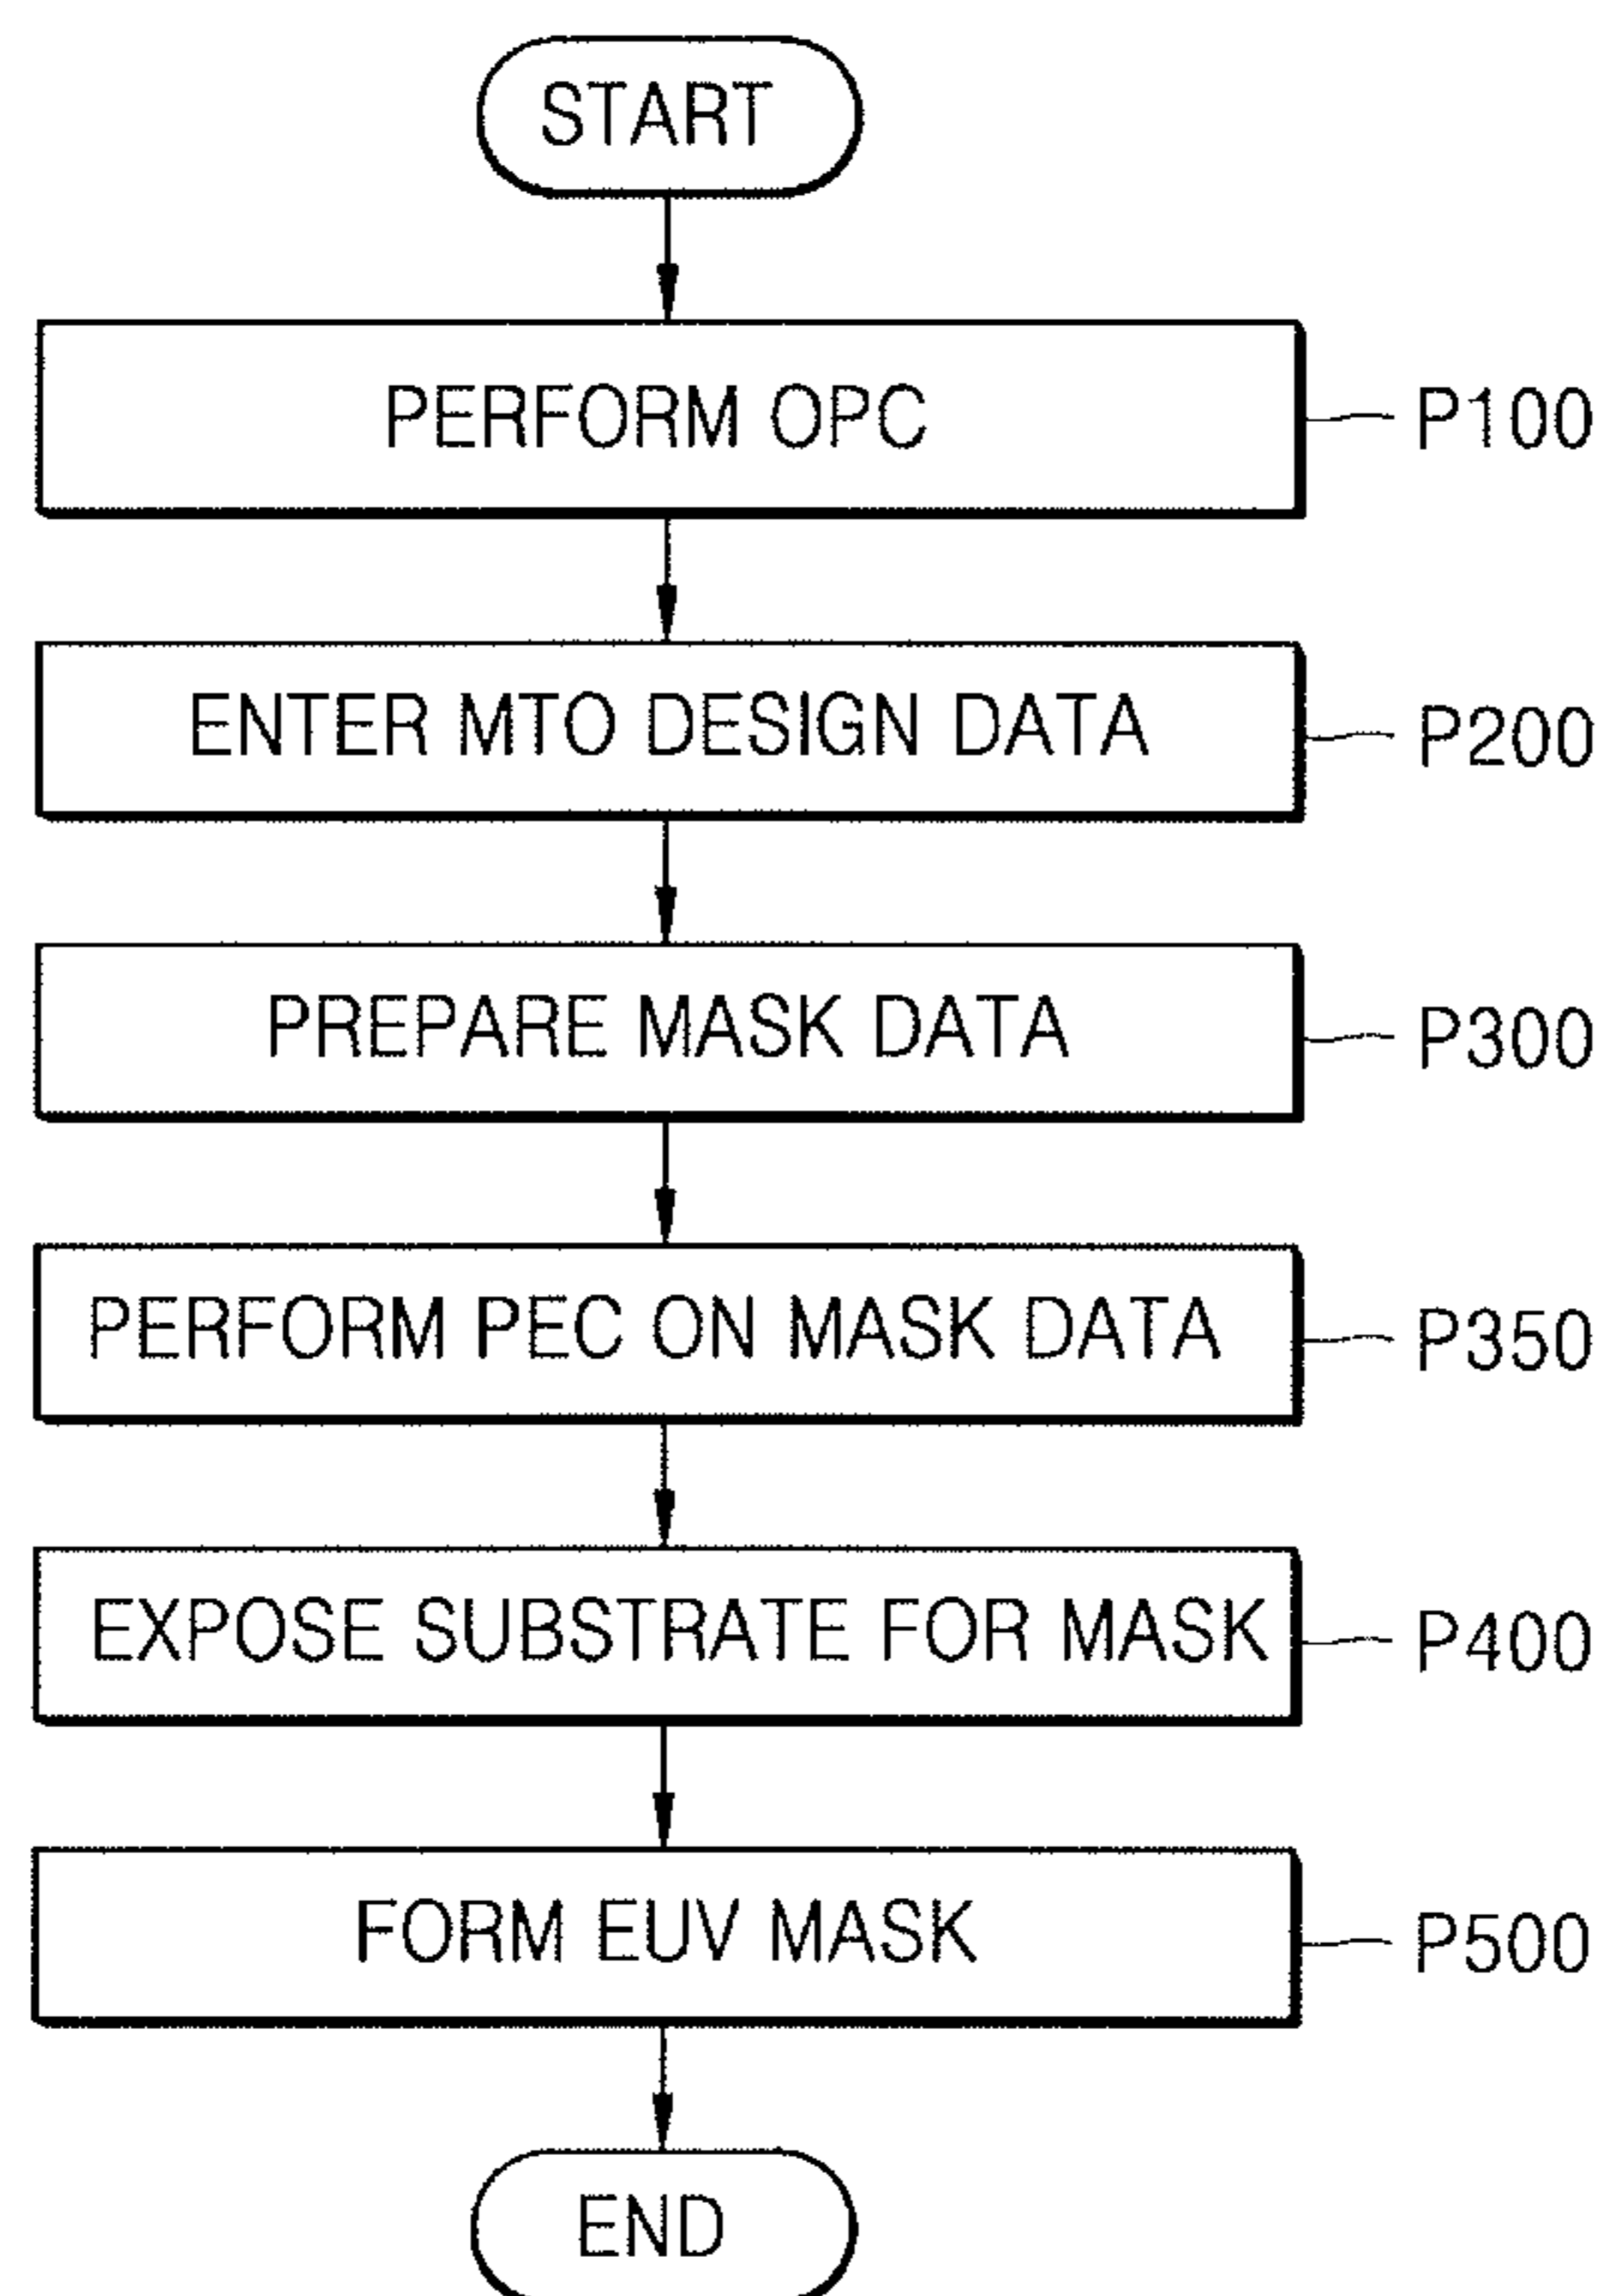 START
PERFORM OPC
P100
ENTER MTO DESIGN DATA
P200
PREPARE MASK DATA
P300
PERFORM PEC ON MASK DATA
P350
EXPOSE SUBSTRATE FOR MASK
P400
FORM EUV MASK
P500
END